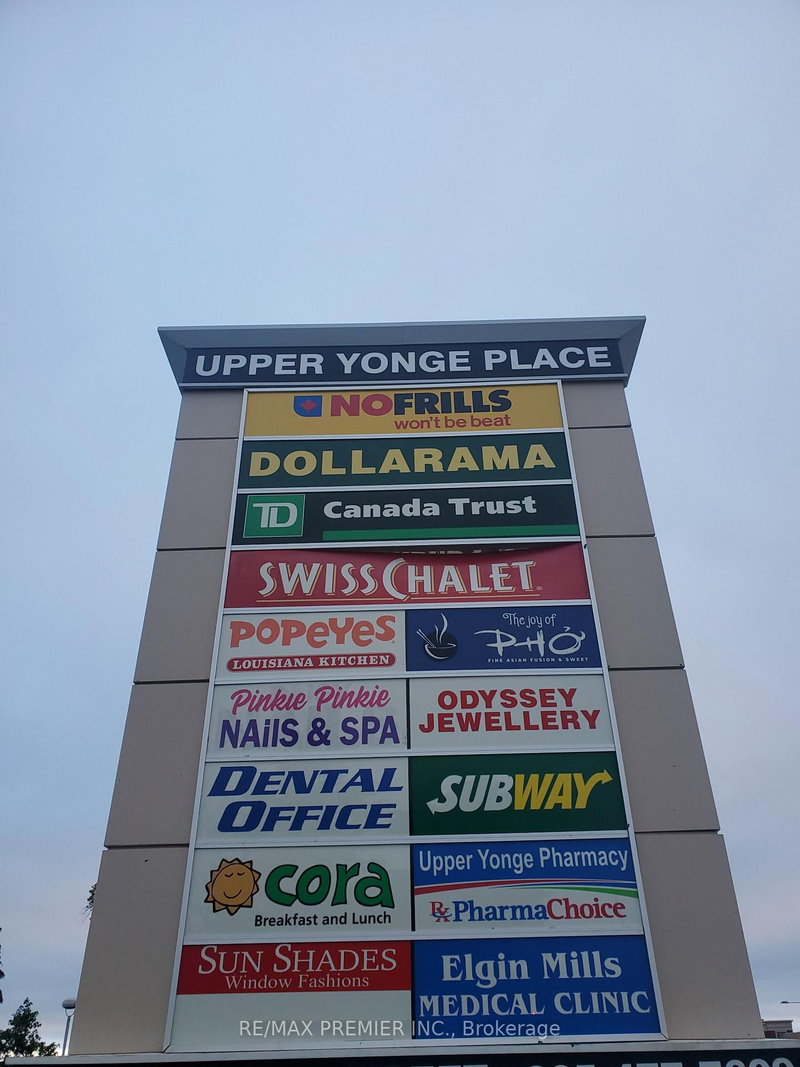 UPPER YONGE PLACE
NOFRILLS
won't be beat
DOLLARAMA
TD Canada Trust
SWISS CHALET
POPEYES
LOUISIANA KITCHEN
The joy of
PHỞ
FINE ASIAN FUSION & SWEET
Pinkie Pinkie
NAilS & SPA
ODYSSEY
JEWELLERY
DENTAL
OFFICE
SUBWAY
cora
Breakfast and Lunch
Upper Yonge Pharmacy
Rx PharmaChoice
SUN SHADES
Window Fashions
Elgin Mills
MEDICAL CLINIC
RE/MAX PREMIER INC., Brokerage